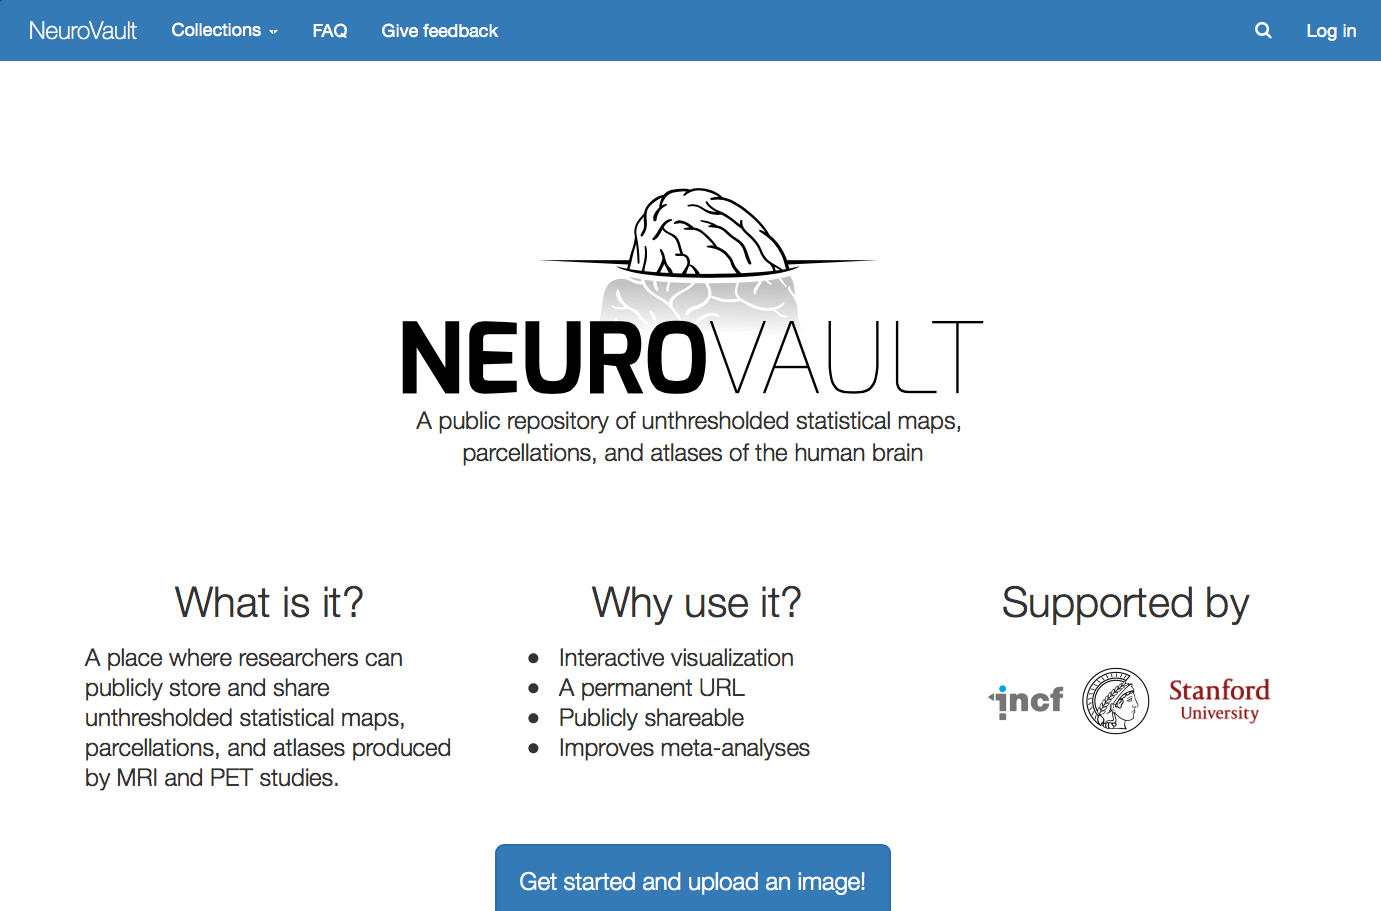 NeuroVault Collections FAQ Give feedback Log in
NEUROVAULT
A public repository of unthresholded statistical maps,
parcellations, and atlases of the human brain
What is it?
A place where researchers can
publicly store and share
unthresholded statistical maps,
parcellations, and atlases produced
by MRI and PET studies.
Why use it?
● Interactive visualization
● A permanent URL
● Publicly shareable
● Improves meta-analyses
Supported by
incf
Stanford
University
Get started and upload an image!